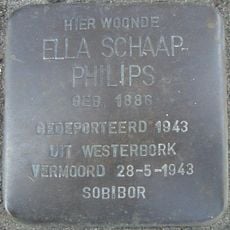 HIER WOONDE
ELLA SCHAAP-
PHILIPS
GEB. 1886
GEDEPORTEERD 1943
UIT WESTERBORK
VERMOORD 28-5-1943
SOBIBOR